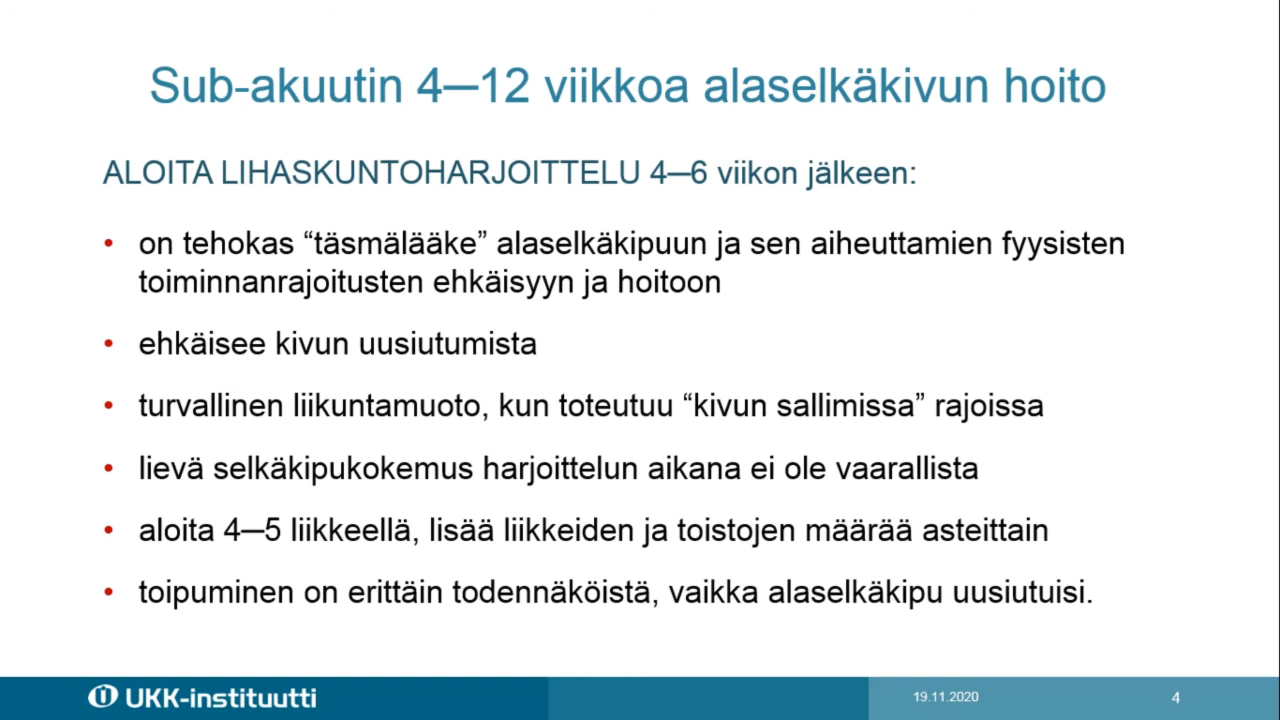 Sub-akuutin 4—12 viikkoa alaselkäkivun hoito
ALOITA LIHASKUNTOHARJOITTELU 4—6 viikon jälkeen:
• on tehokas “täsmälääke” alaselkäkipuun ja sen aiheuttamien fyysisten
toiminnanrajoitusten ehkäisyyn ja hoitoon
• ehkäisee kivun uusiutumista
• turvallinen liikuntamuoto, kun toteutuu “kivun sallimissa” rajoissa
• lievä selkäkipukokemus harjoittelun aikana ei ole vaarallista
• aloita 4—5 liikkeellä, lisää liikkeiden ja toistojen määrää asteittain
• toipuminen on erittäin todennäköistä, vaikka alaselkäkipu uusiutuisi.
UKK-instituutti
19.11.2020
4